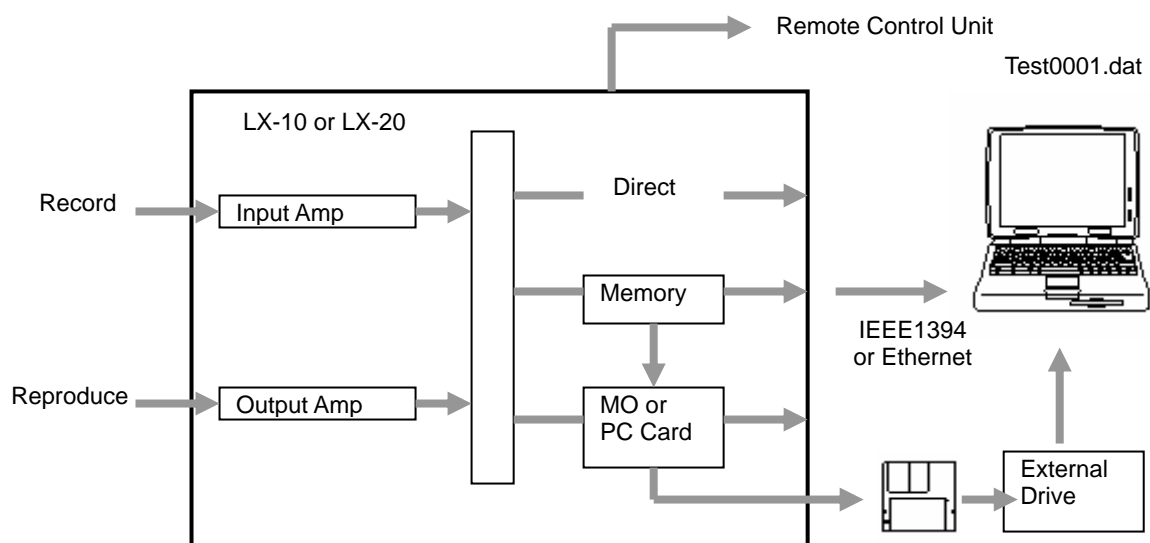 Remote Control Unit
Test0001.dat
LX-10 or LX-20
Record
Input Amp
Direct
Memory
IEEE1394
or Ethernet
Reproduce
Output Amp
MO or
PC Card
External
Drive